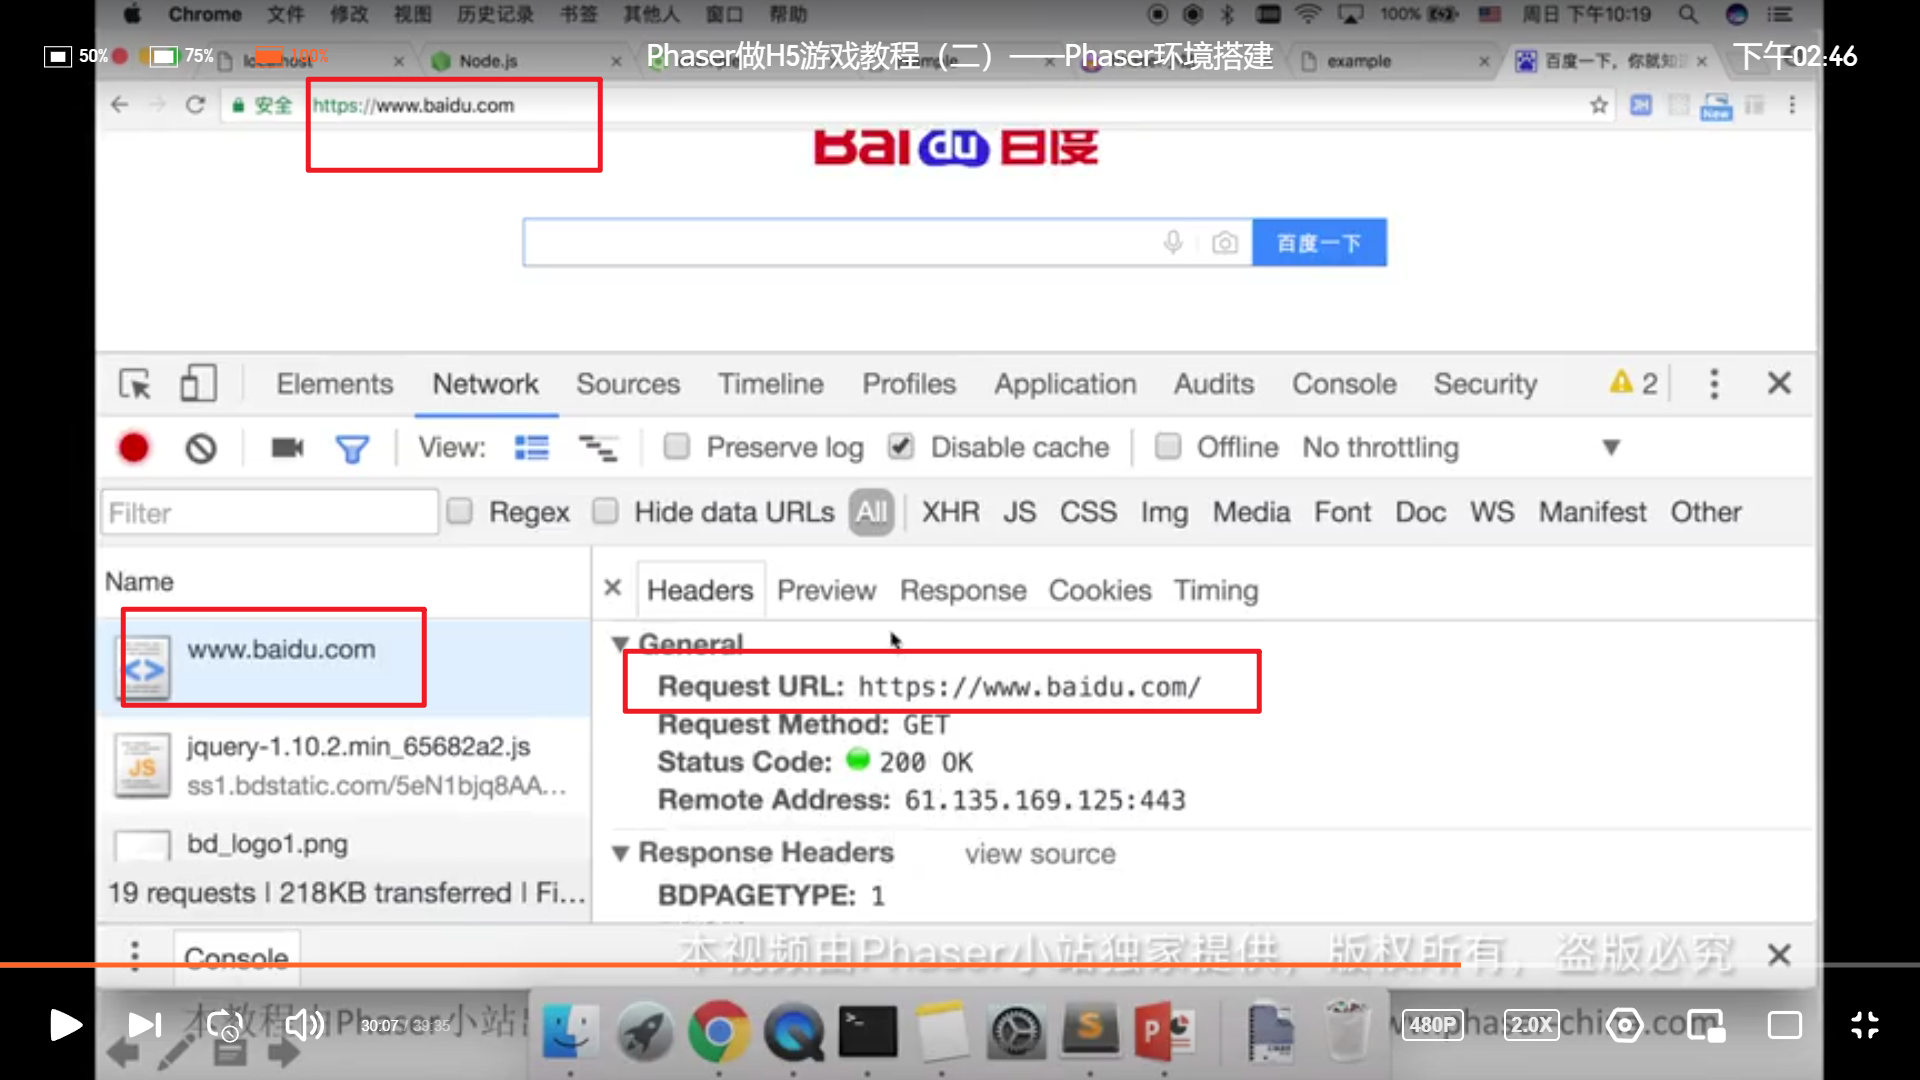 Chrome 文件 修改 视图 历史记录 书签 其他人 窗口 帮助 100% 周日 下午10:19
50% 75% 100% Phaser做H5游戏教程（二）——Phaser环境搭建 下午02:46
localhost Node.js example 百度一下，你就知道
安全 https://www.baidu.com New
Bai du 百度
百度一下
Elements Network Sources Timeline Profiles Application Audits Console Security 2
View: Preserve log Disable cache Offline No throttling
Filter Regex Hide data URLs All XHR JS CSS Img Media Font Doc WS Manifest Other
Name Headers Preview Response Cookies Timing
www.baidu.com
General
Request URL: https://www.baidu.com/
Request Method: GET
Status Code: 200 OK
Remote Address: 61.135.169.125:443
JS jquery-1.10.2.min_65682a2.js
ss1.bdstatic.com/5eN1bjq8AA...
bd_logo1.png
Response Headers view source
BDPAGETYPE: 1
19 requests | 218KB transferred | Fi...
Console
本视频由Phaser小站独家提供，版权所有，盗版必究
本教程由Phaser小站
30:07 / 39:35
480P 2.0X